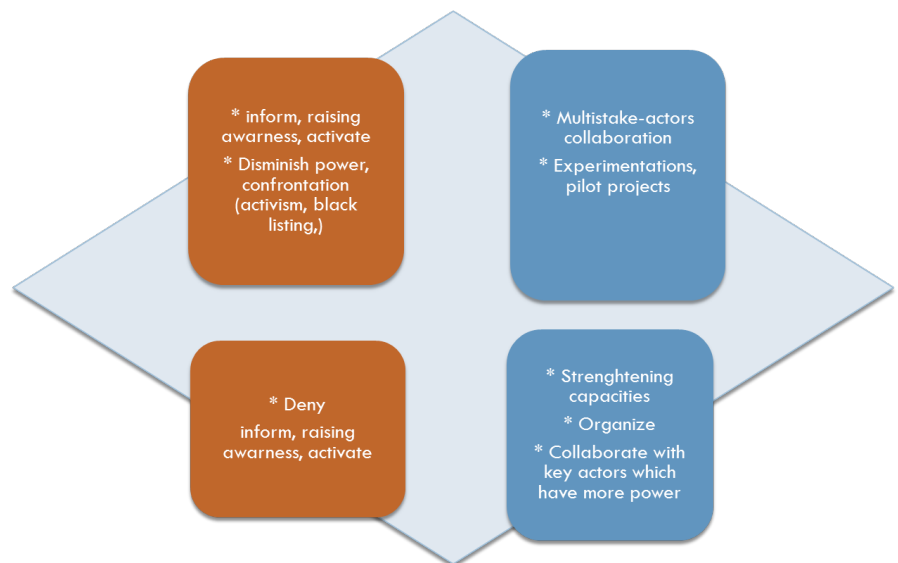 * inform, raising
awarness, activate
* Disminish power,
confrontation
(activism, black
listing,)
* Multistake-actors
collaboration
* Experimentations,
pilot projects
* Deny
inform, raising
awarness, activate
* Strenghtening
capacities
* Organize
* Collaborate with
key actors which
have more power